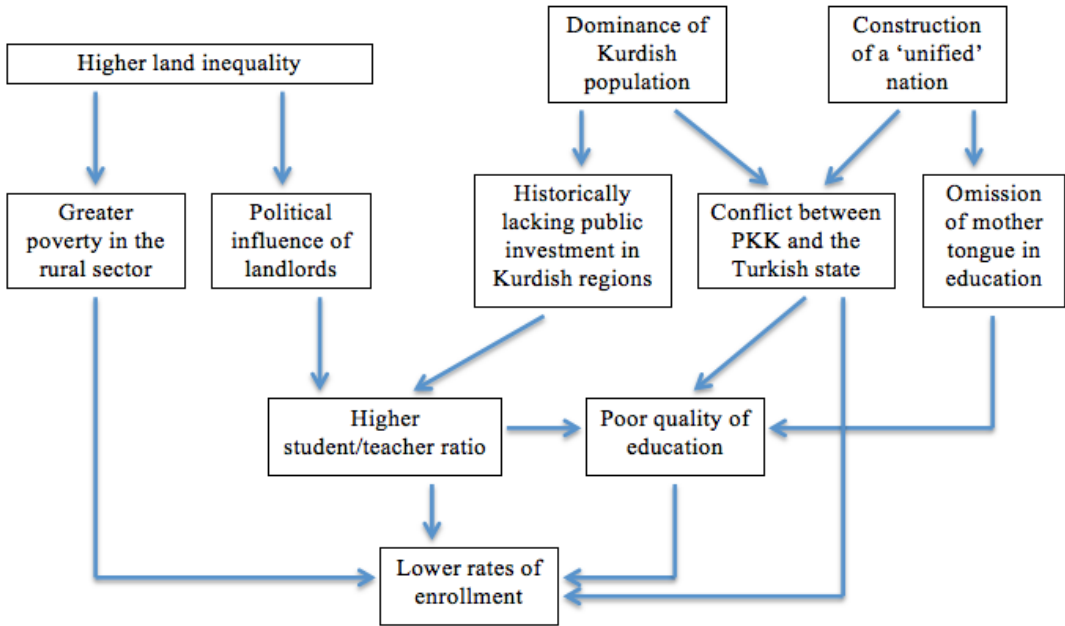 Higher land inequality
Dominance of
Kurdish
population
Construction
of a ‘unified’
nation
Greater
poverty in the
rural sector
Political
influence of
landlords
Historically
lacking public
investment in
Kurdish regions
Conflict between
PKK and the
Turkish state
Omission
of mother
tongue in
education
Higher
student/teacher ratio
Poor quality of
education
Lower rates of
enrollment